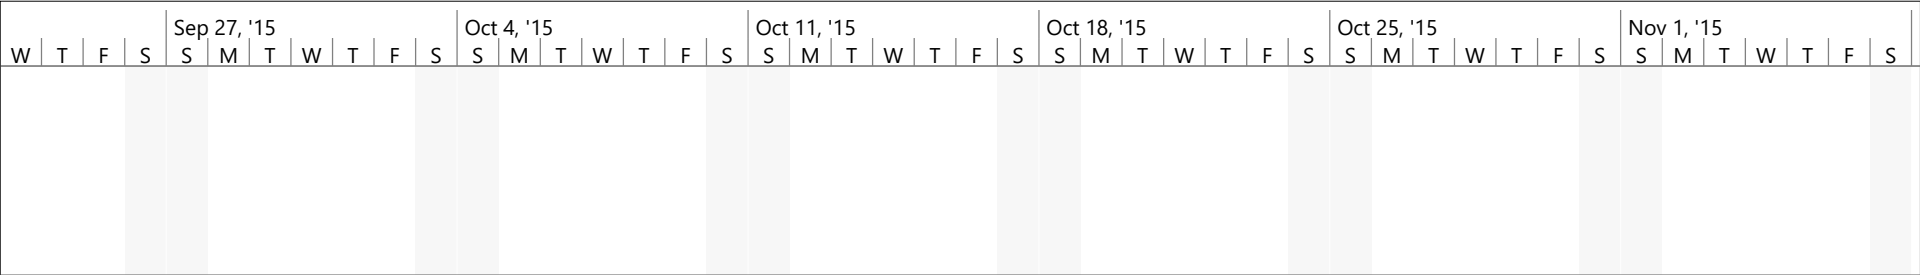 Sep 27, '15 Oct 4, '15 Oct 11, '15 Oct 18, '15 Oct 25, '15 Nov 1, '15
W T F S S M T W T F S S M T W T F S S M T W T F S S M T W T F S S M T W T F S S M T W T F S